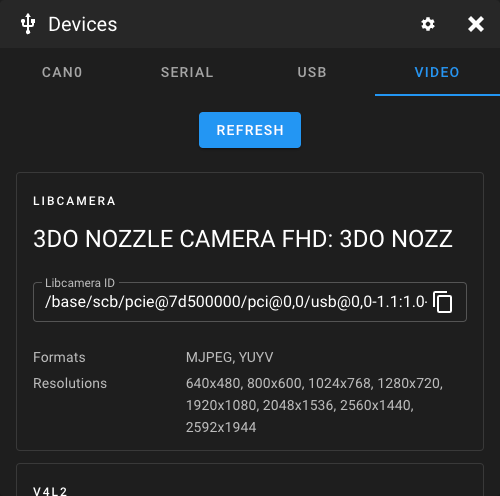 Devices
CAN0 SERIAL USB VIDEO
REFRESH
LIBCAMERA
3DO NOZZLE CAMERA FHD: 3DO NOZZ
Libcamera ID
/base/scb/pcie@7d500000/pci@0,0/usb@0,0-1.1:1.0-
Formats MJPEG, YUYV
Resolutions 640x480, 800x600, 1024x768, 1280x720,
1920x1080, 2048x1536, 2560x1440,
2592x1944
V4L2